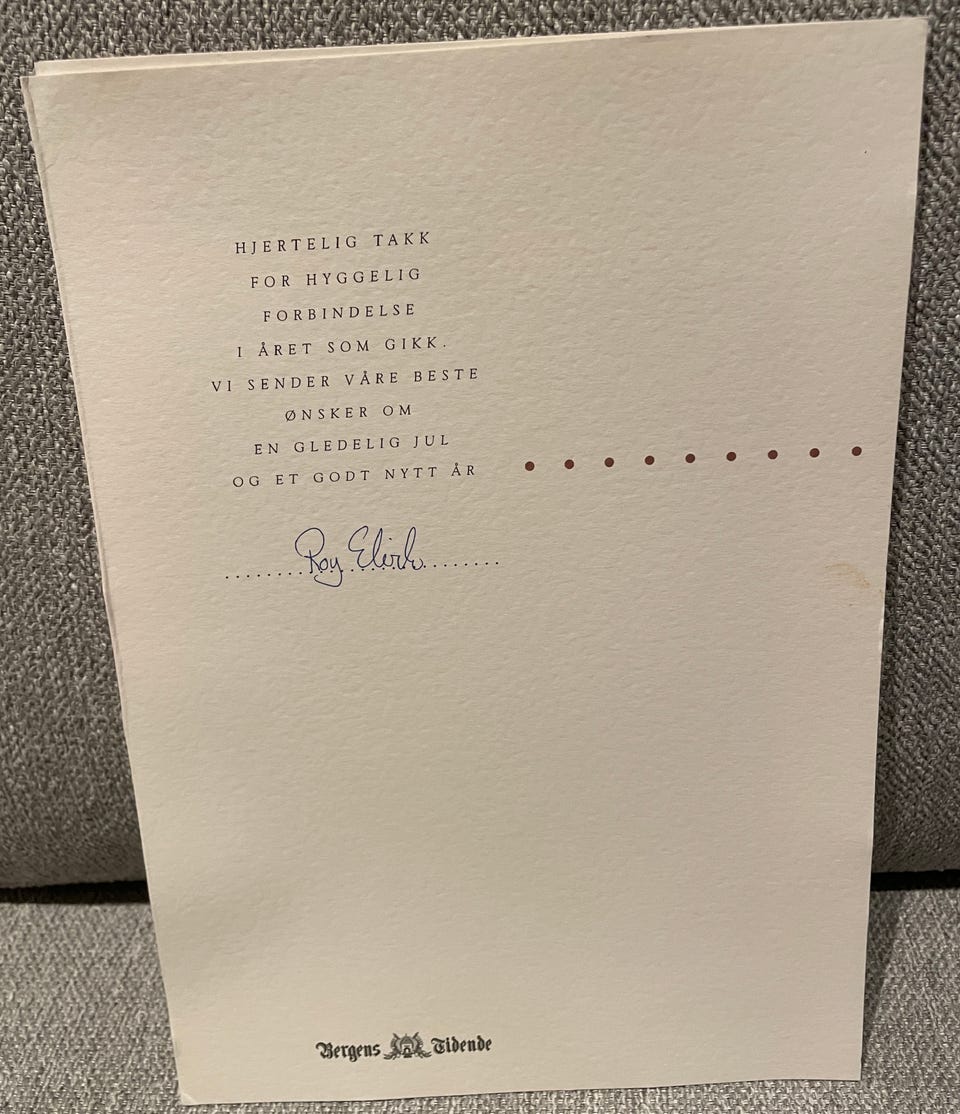 HJERTELIG TAKK
FOR HYGGELIG
FORBINDELSE
I ÅRET SOM GIKK.
VI SENDER VÅRE BESTE
ØNSKER OM
EN GLEDELIG JUL
OG ET GODT NYTT ÅR
Roy Eirik
Bergens Tidende